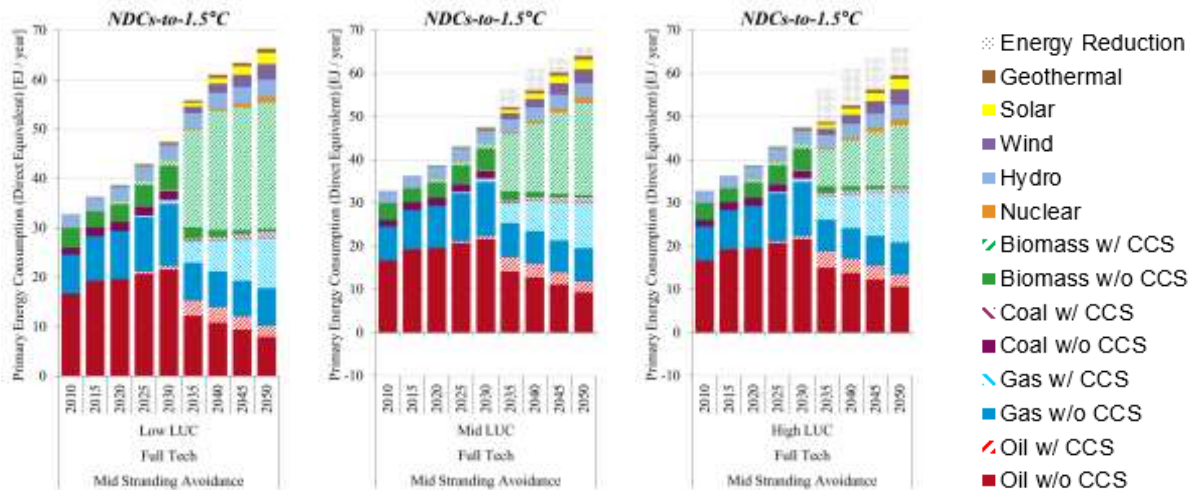 NDCs-to-1.5°C
Primary Energy Consumption (Direct Equivalent) [EJ / year]
70
60
50
40
30
20
10
0
2010
2015
2020
2025
2030
2035
2040
2045
2050
Low LUC
Full Tech
Mid Stranding Avoidance
NDCs-to-1.5°C
Primary Energy Consumption (Direct Equivalent) [EJ / year]
70
60
50
40
30
20
10
0
-10
2010
2015
2020
2025
2030
2035
2040
2045
2050
Mid LUC
Full Tech
Mid Stranding Avoidance
NDCs-to-1.5°C
Primary Energy Consumption (Direct Equivalent) [EJ / year]
70
60
50
40
30
20
10
0
-10
2010
2015
2020
2025
2030
2035
2040
2045
2050
High LUC
Full Tech
Mid Stranding Avoidance
Energy Reduction
Geothermal
Solar
Wind
Hydro
Nuclear
Biomass w/ CCS
Biomass w/o CCS
Coal w/ CCS
Coal w/o CCS
Gas w/ CCS
Gas w/o CCS
Oil w/ CCS
Oil w/o CCS